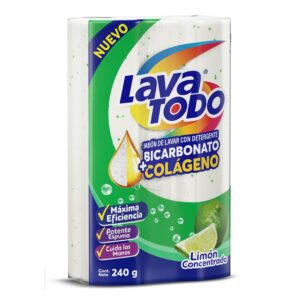 NUEVO
Lava
TODO
JABÓN DE LAVAR CON DETERGENTE
BICARBONATO
+COLÁGENO
Máxima
Eficiencia
Potente
Espuma
Cuida las
Manos
Limón
Concentrado
Cont.
Neto 240 g